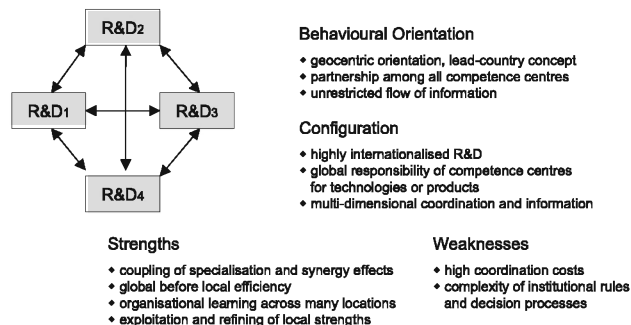 R&D2
R&D1
R&D3
R&D4
Behavioural Orientation
◆ geocentric orientation, lead-country concept
◆ partnership among all competence centres
◆ unrestricted flow of information
Configuration
◆ highly internationalised R&D
◆ global responsibility of competence centres
for technologies or products
◆ multi-dimensional coordination and information
Strengths
◆ coupling of specialisation and synergy effects
◆ global before local efficiency
◆ organisational learning across many locations
◆ exploitation and refining of local strengths
Weaknesses
◆ high coordination costs
◆ complexity of institutional rules
and decision processes